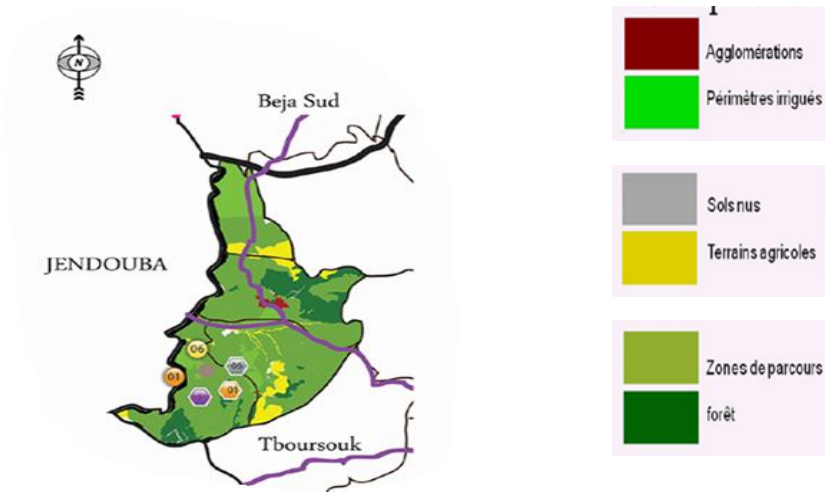 N
Beja Sud
JENDOUBA
06
01
Tboursouk
Agglomérations
Périmètres irrigués
Sols nus
Terrains agricoles
Zones de parcours
forêt